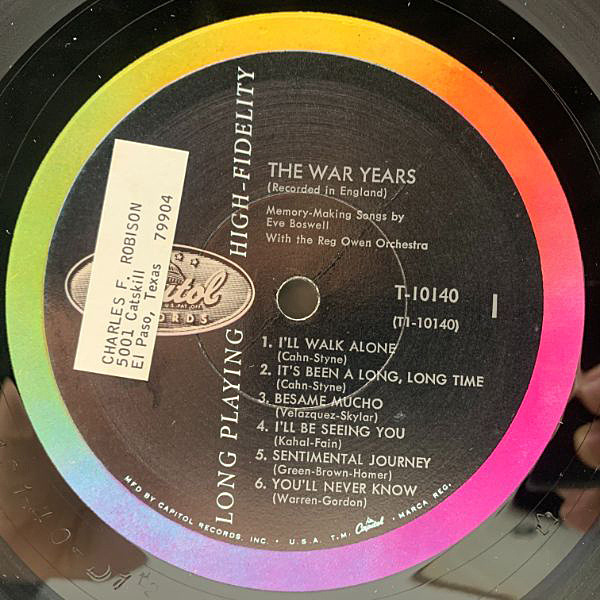 THE WAR YEARS
(Recorded in England)
Memory-Making Songs by
Eve Boswell
With the Reg Owen Orchestra
T-10140
1
(T1-10140)
1. I'LL WALK ALONE
(Cahn-Styne)
2. IT'S BEEN A LONG, LONG TIME
(Cahn-Styne)
3. BESAME MUCHO
(Velazquez-Skylar)
4. I'LL BE SEEING YOU
(Kahal-Fain)
5. SENTIMENTAL JOURNEY
(Green-Brown-Homer)
6. YOU'LL NEVER KNOW
(Warren-Gordon)
LONG PLAYING HIGH-FIDELITY
CHARLES F. ROBISON
5001 Catskill
El Paso, Texas 79904
MFD BY CAPITOL RECORDS, INC. • U.S.A. T.M. Capitol • MARCA REG.